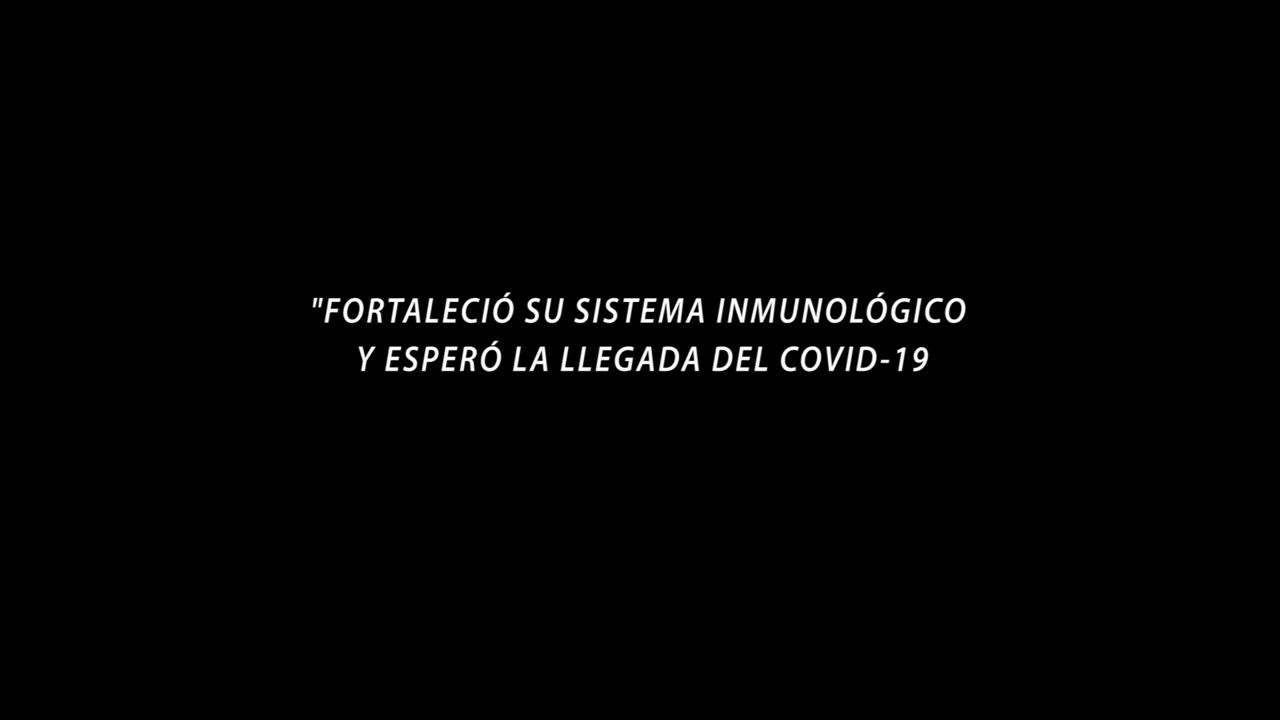 "FORTALECIÓ SU SISTEMA INMUNOLÓGICO
Y ESPERÓ LA LLEGADA DEL COVID-19